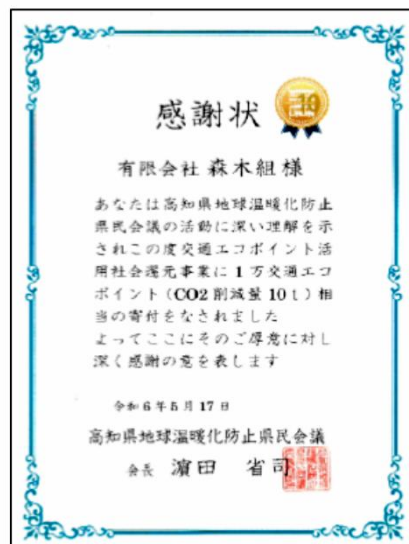 感謝状
10
有限会社 森木組様
あなたは高知県地球温暖化防止
県民会議の活動に深い理解を示
されこの度交通エコポイント活
用社会還元事業に1万交通エコ
ポイント(CO2削減量10t)相
当の寄付をなされました
よってここにそのご厚意に対し
深く感謝の意を表します
令和6年5月17日
高知県地球温暖化防止県民会議
会長 濵田 省司